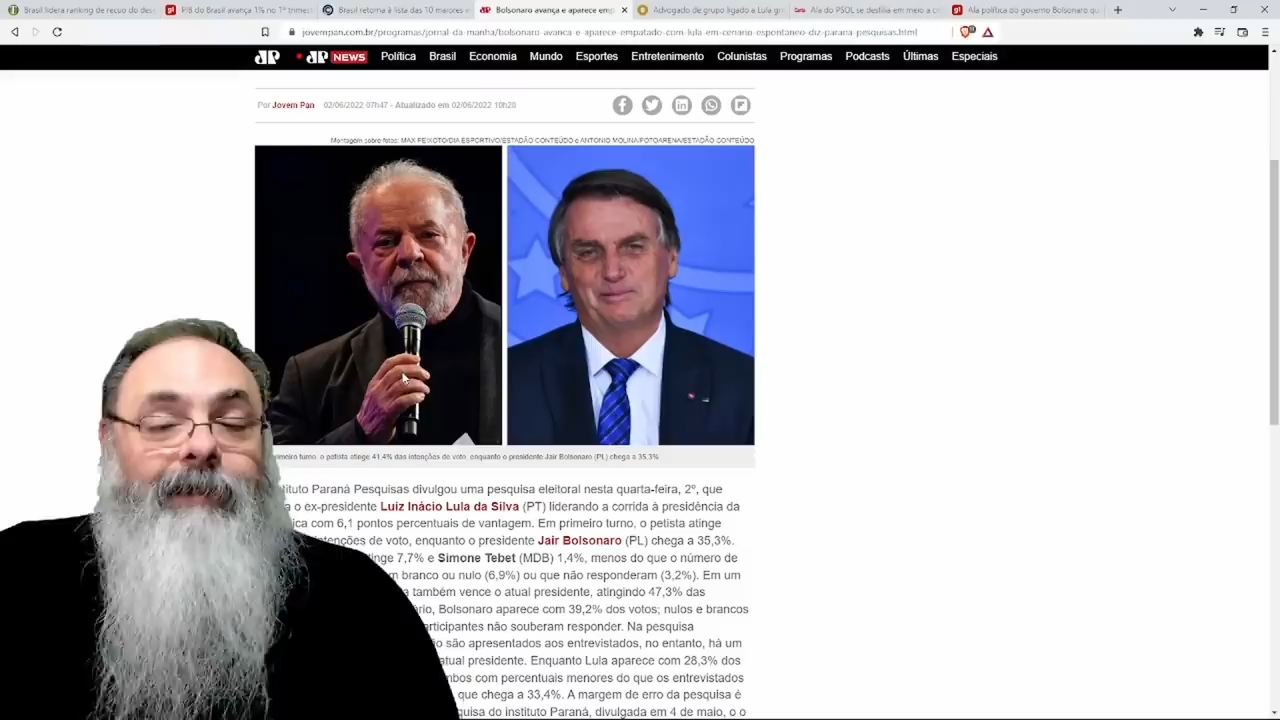 Brasil lidera ranking de recuo do dese
PIB do Brasil avança 1% no 1º trimest
Brasil retorna à lista das 10 maiores e
Bolsonaro avança e aparece emp
Advogado de grupo ligado a Lula gr
Ala do PSOL se desfilia em meio a cr
Ala política do governo Bolsonaro qu
jovempan.com.br/programas/jornal-da-manha/bolsonaro-avanca-e-aparece-empatado-com-lula-em-cenario-espontaneo-diz-parana-pesquisas.html
JP JP NEWS Política Brasil Economia Mundo Esportes Entretenimento Colunistas Programas Podcasts Últimas Especiais
Por Jovem Pan 02/06/2022 07h47 - Atualizado em 02/06/2022 10h20
Montagem sobre fotos: MAX PEIXOTO/DIA ESPORTIVO/ESTADÃO CONTEÚDO e ANTONIO MOLINA/FOTOARENA/ESTADÃO CONTEÚDO
rimeiro turno, o petista atinge 41,4% das intenções de voto, enquanto o presidente Jair Bolsonaro (PL) chega a 35,3%
tituto Paraná Pesquisas divulgou uma pesquisa eleitoral nesta quarta-feira, 2º, que
a o ex-presidente Luiz Inácio Lula da Silva (PT) liderando a corrida à presidência da
ica com 6,1 pontos percentuais de vantagem. Em primeiro turno, o petista atinge
intenções de voto, enquanto o presidente Jair Bolsonaro (PL) chega a 35,3%.
inge 7,7% e Simone Tebet (MDB) 1,4%, menos do que o número de
m branco ou nulo (6,9%) ou que não responderam (3,2%). Em um
a também vence o atual presidente, atingindo 47,3% das
ário, Bolsonaro aparece com 39,2% dos votos; nulos e brancos
articipantes não souberam responder. Na pesquisa
o são apresentados aos entrevistados, no entanto, há um
atual presidente. Enquanto Lula aparece com 28,3% dos
mbos com percentuais menores do que os entrevistados
que chega a 33,4%. A margem de erro da pesquisa é
quisa do instituto Paraná, divulgada em 4 de maio, o o